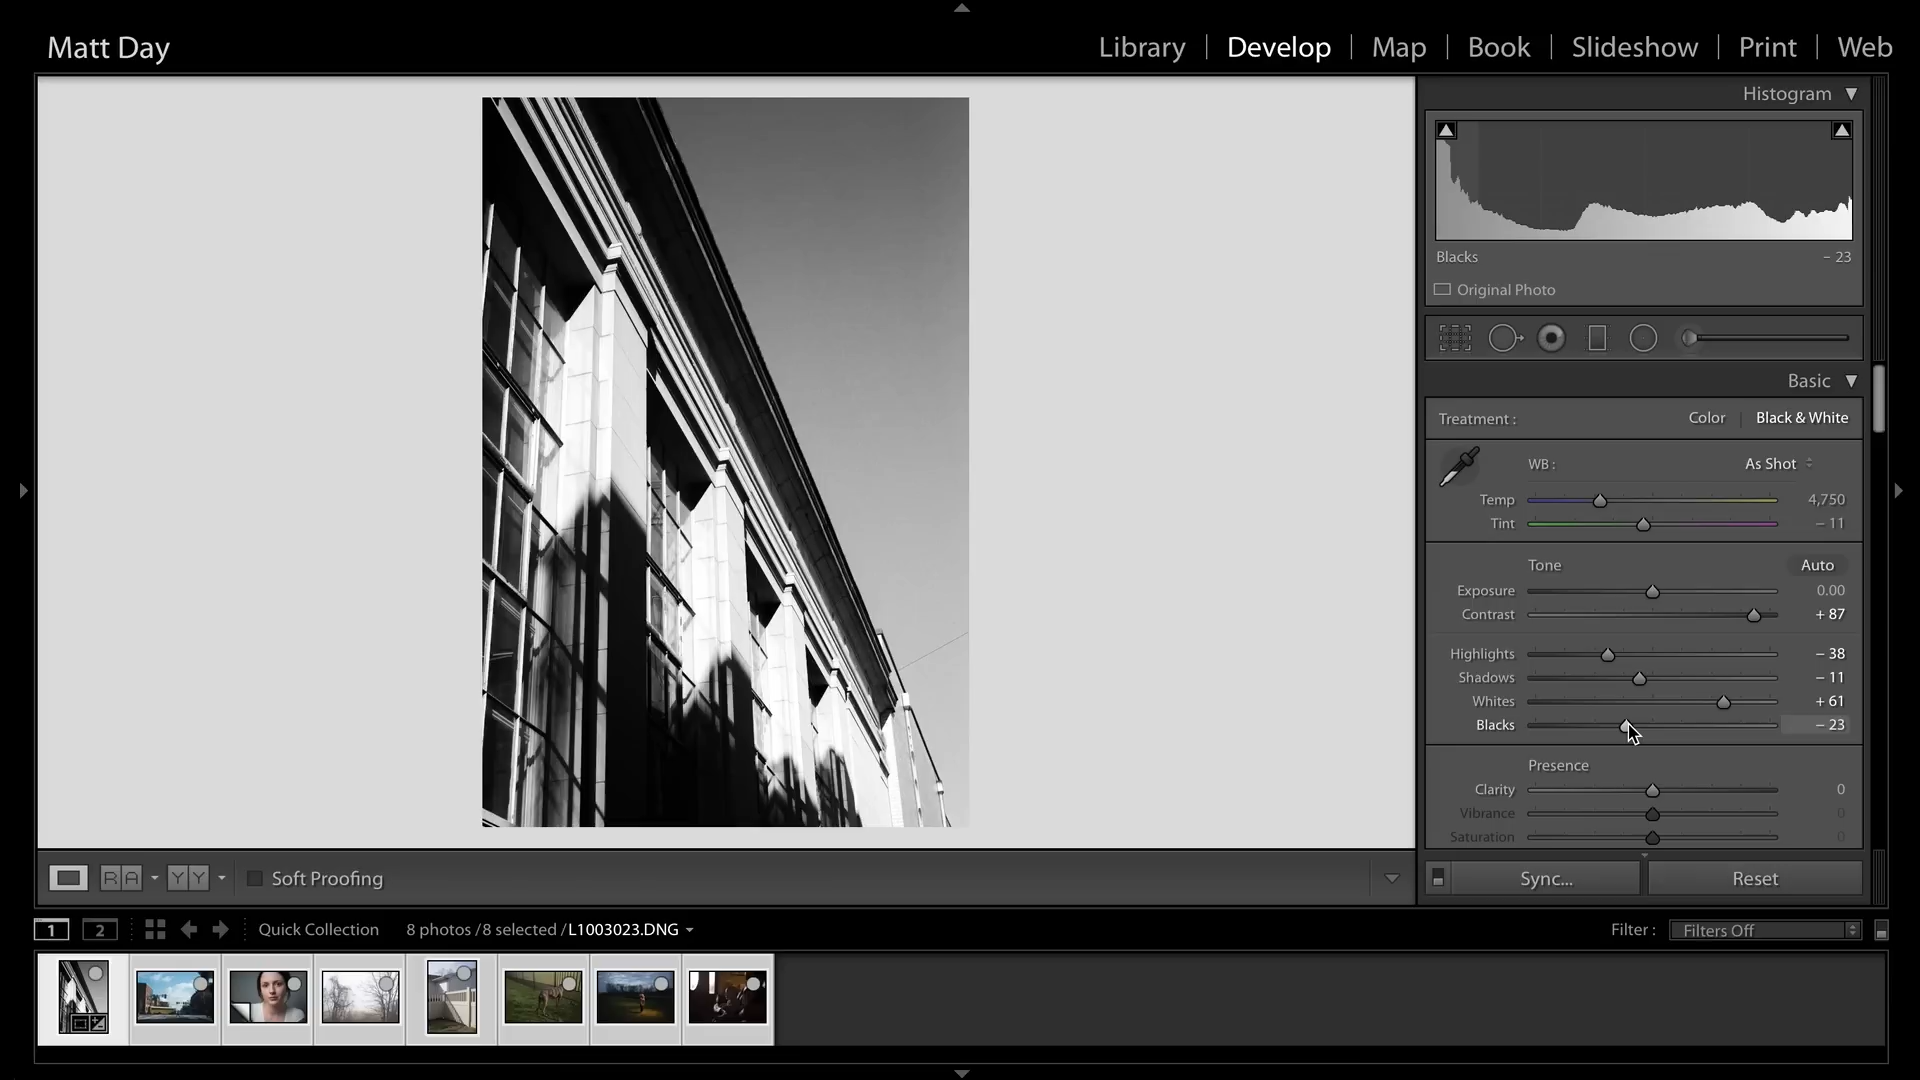 Matt Day
Library | Develop | Map | Book | Slideshow | Print | Web
Histogram
Blacks – 23
Original Photo
Basic
Treatment : Color | Black & White
WB : As Shot
Temp 4,750
Tint – 11
Tone Auto
Exposure 0.00
Contrast + 87
Highlights – 38
Shadows – 11
Whites + 61
Blacks – 23
Presence
Clarity 0
Vibrance 0
Saturation 0
R A Y Y Soft Proofing
Sync... Reset
1 2 Quick Collection 8 photos / 8 selected / L1003023.DNG Filter : Filters Off